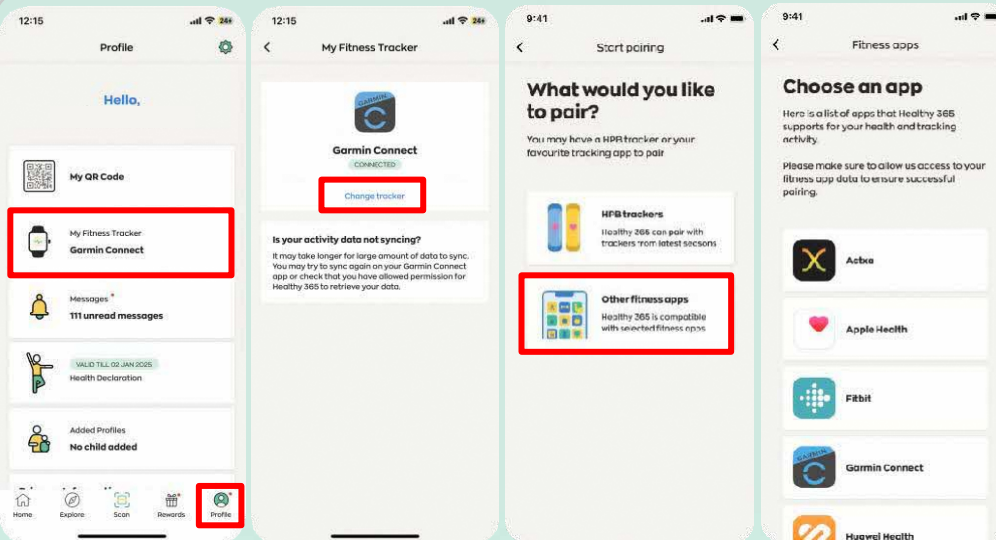 12:15
24+
Profile
Hello,
My QR Code
My Fitness Tracker
Garmin Connect
Messages
111 unread messages
VALID TILL 02 JAN 2025
Health Declaration
Added Profiles
No child added
Home
Explore
Scan
Rewards
Profile
12:15
24+
My Fitness Tracker
GARMIN
Garmin Connect
CONNECTED
Change tracker
Is your activity data not syncing?
It may take longer for large amount of data to sync.
You may try to sync again on your Garmin Connect
app or check that you have allowed permission for
Healthy 365 to retrieve your data.
9:41
Start pairing
What would you like
to pair?
You may have a HPB tracker or your
favourite tracking app to pair
HPB trackers
Healthy 365 can pair with
trackers from latest seasons
Other fitness apps
Healthy 365 is compatible
with selected fitness apps
9:41
Fitness apps
Choose an app
Here is a list of apps that Healthy 365
supports for your health and tracking
activity.
Please make sure to allow us access to your
fitness app data to ensure successful
pairing.
Actxa
Apple Health
Fitbit
GARMIN
Garmin Connect
Huawei Health